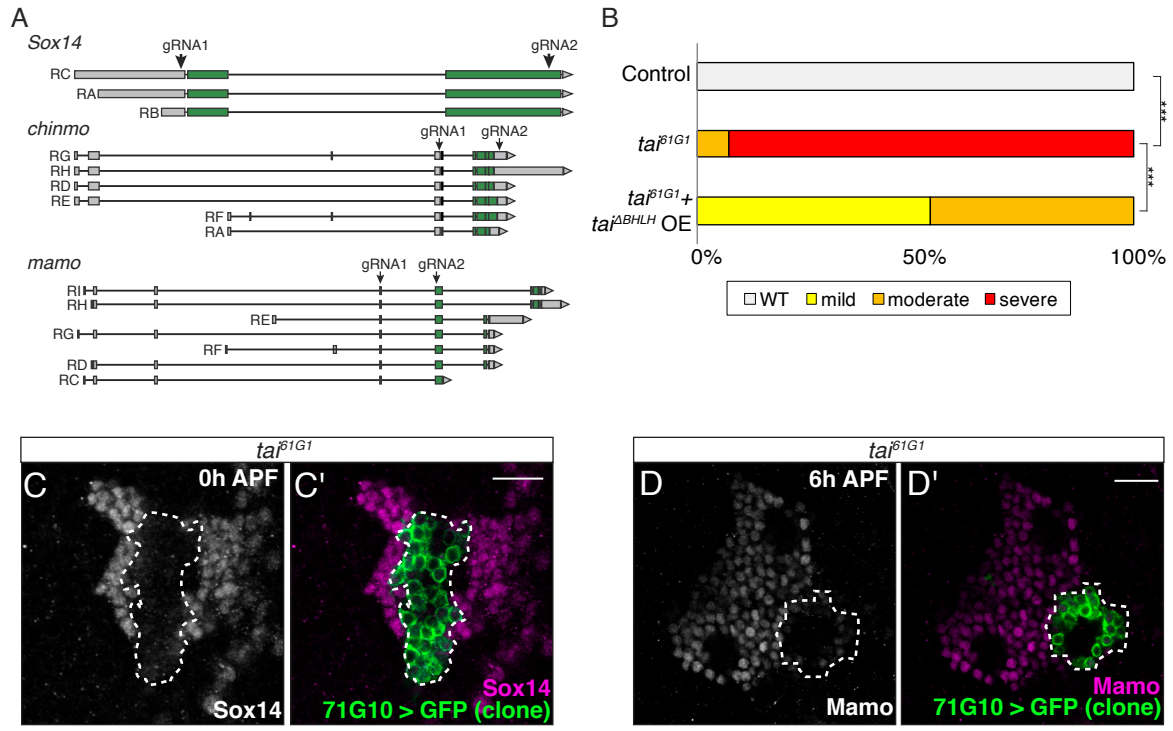 A
Sox14
gRNA1 gRNA2
RC
RA
RB
chinmo
gRNA1 gRNA2
RG
RH
RD
RE
RF
RA
mamo
gRNA1 gRNA2
RI
RH
RE
RG
RF
RD
RC
B
Control
tai61G1
tai61G1+
taiΔBHLH OE
****
***
0% 50% 100%
WT mild moderate severe
tai61G1
C 0h APF
Sox14
C'
Sox14
71G10 > GFP (clone)
tai61G1
D 6h APF
Mamo
D'
Mamo
71G10 > GFP (clone)